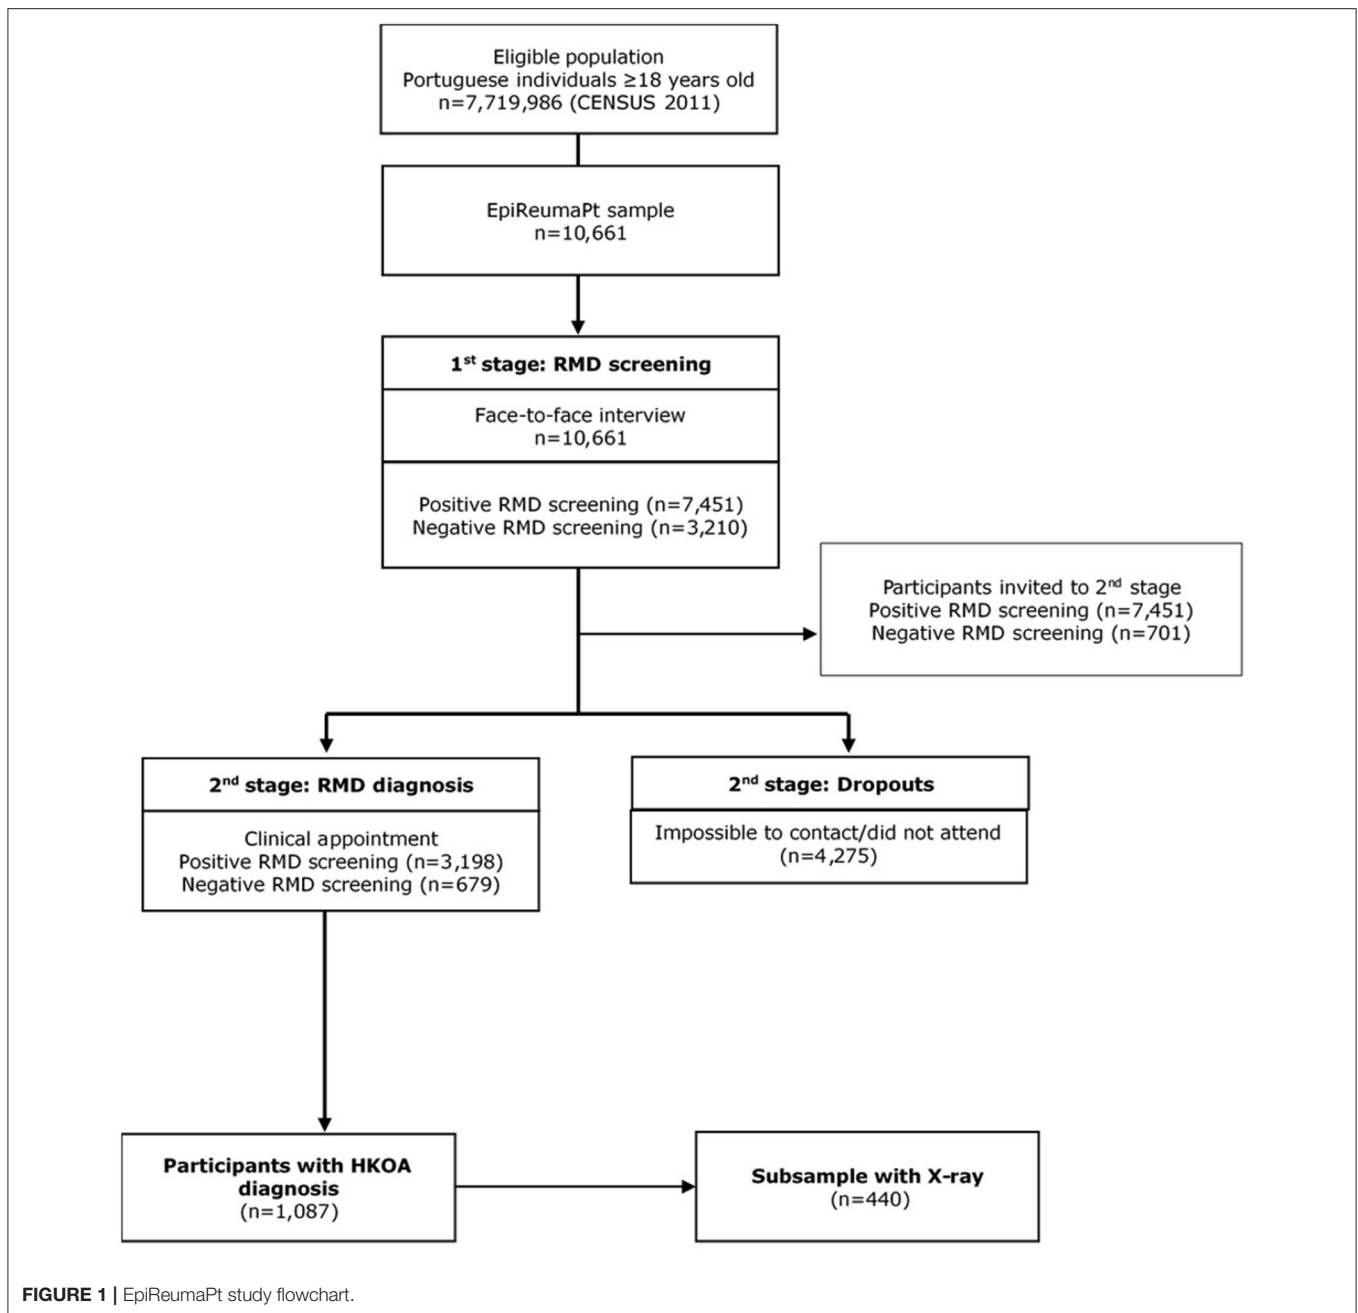 Eligible population
Portuguese individuals ≥18 years old
n=7,719,986 (CENSUS 2011)
EpiReumaPt sample
n=10,661
1st stage: RMD screening
Face-to-face interview
n=10,661
Positive RMD screening (n=7,451)
Negative RMD screening (n=3,210)
Participants invited to 2nd stage
Positive RMD screening (n=7,451)
Negative RMD screening (n=701)
2nd stage: RMD diagnosis
Clinical appointment
Positive RMD screening (n=3,198)
Negative RMD screening (n=679)
2nd stage: Dropouts
Impossible to contact/did not attend
(n=4,275)
Participants with HKOA
diagnosis
(n=1,087)
Subsample with X-ray
(n=440)
FIGURE 1 | EpiReumaPt study flowchart.